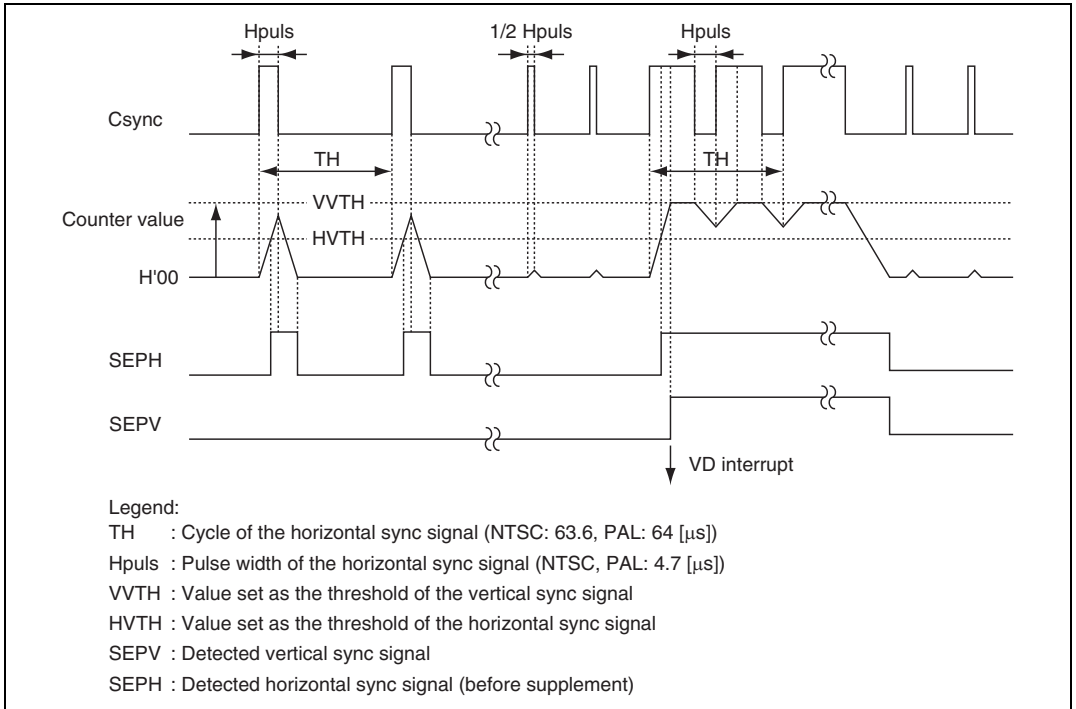 Hpuls 1/2 Hpuls Hpuls
Csync
TH TH
VVTH
Counter value
HVTH
H'00
SEPH
SEPV
VD interrupt
Legend:
TH : Cycle of the horizontal sync signal (NTSC: 63.6, PAL: 64 [μs])
Hpuls : Pulse width of the horizontal sync signal (NTSC, PAL: 4.7 [μs])
VVTH : Value set as the threshold of the vertical sync signal
HVTH : Value set as the threshold of the horizontal sync signal
SEPV : Detected vertical sync signal
SEPH : Detected horizontal sync signal (before supplement)